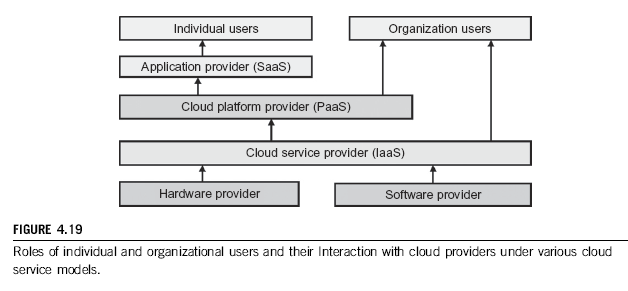 Individual users
Organization users
Application provider (SaaS)
Cloud platform provider (PaaS)
Cloud service provider (IaaS)
Hardware provider
Software provider
FIGURE 4.19
Roles of individual and organizational users and their Interaction with cloud providers under various cloud
service models.